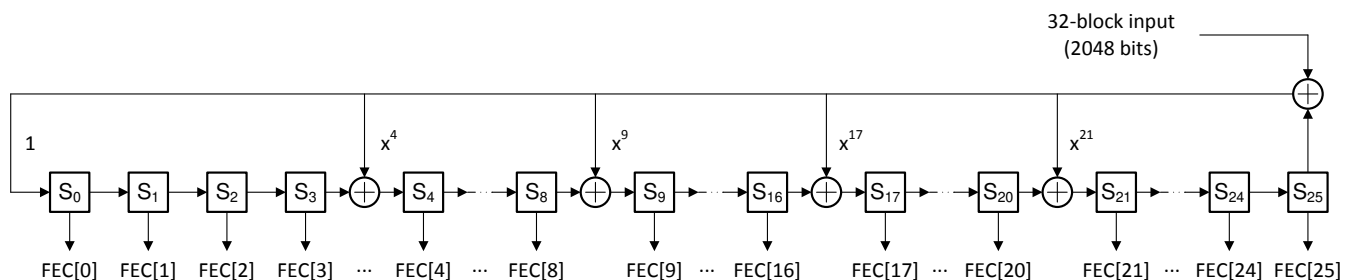 32-block input
(2048 bits)
1 x⁴ x⁹ x¹⁷ x²¹
S₀ S₁ S₂ S₃ S₄ ... S₈ S₉ ... S₁₆ S₁₇ ... S₂₀ S₂₁ ... S₂₄ S₂₅
FEC[0] FEC[1] FEC[2] FEC[3] ... FEC[4] ... FEC[8] FEC[9] ... FEC[16] FEC[17] ... FEC[20] FEC[21] ... FEC[24] FEC[25]